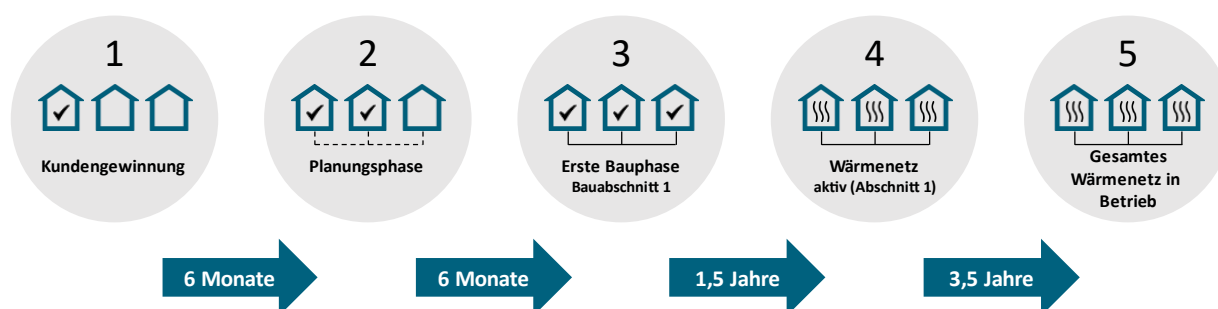 1
2
3
4
5
Kundengewinnung
Planungsphase
Erste Bauphase
Bauabschnitt 1
Wärmenetz
aktiv (Abschnitt 1)
Gesamtes
Wärmenetz in
Betrieb
6 Monate
6 Monate
1,5 Jahre
3,5 Jahre